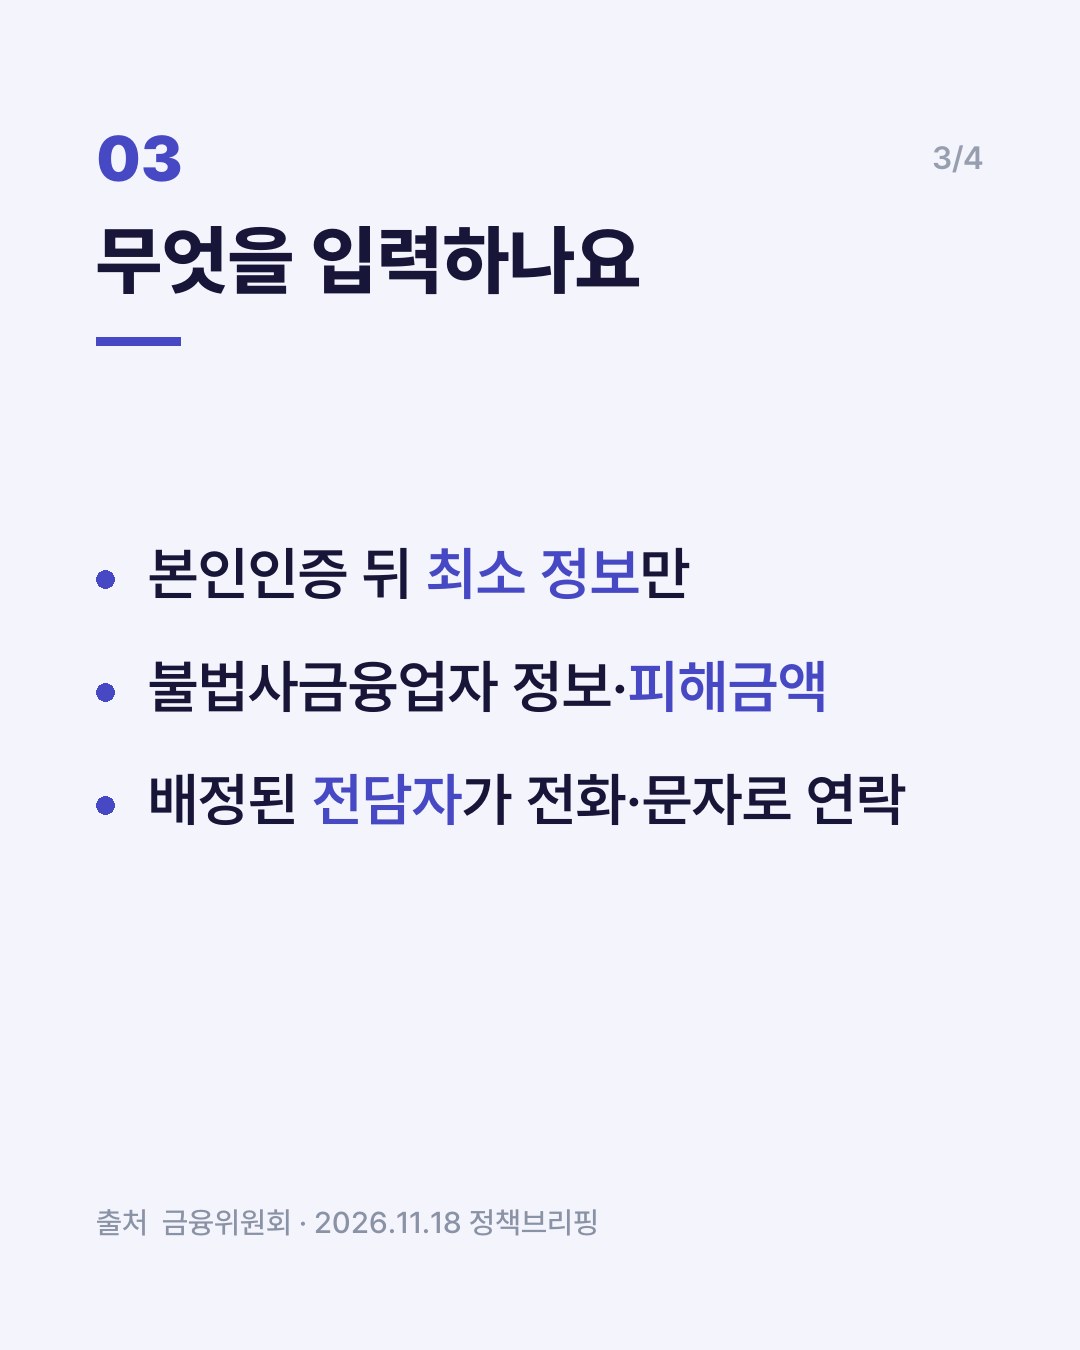 03
3/4
무엇을 입력하나요
본인인증 뒤 최소 정보만
불법사금융업자 정보·피해금액
배정된 전담자가 전화·문자로 연락
출처 금융위원회 · 2026.11.18 정책브리핑